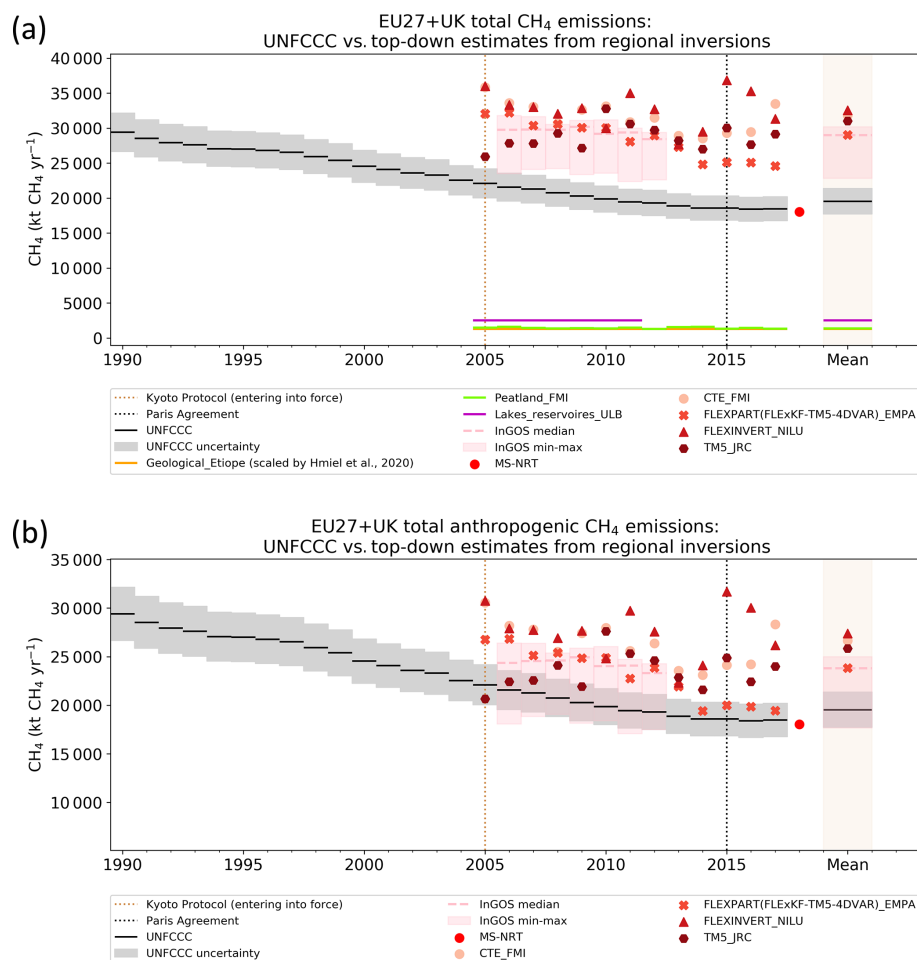 (a)
EU27+UK total CH₄ emissions:
UNFCCC vs. top-down estimates from regional inversions
CH₄ (kt CH₄ yr⁻¹)
40 000
35 000
30 000
25 000
20 000
15 000
10 000
5000
0
1990
1995
2000
2005
2010
2015
Mean
Kyoto Protocol (entering into force)
Paris Agreement
UNFCCC
UNFCCC uncertainty
Geological_Etiope (scaled by Hmiel et al., 2020)
Peatland_FMI
Lakes_reservoires_ULB
InGOS median
InGOS min-max
MS-NRT
CTE_FMI
FLEXPART(FLExKF-TM5-4DVAR)_EMPA
FLEXINVERT_NILU
TM5_JRC
(b)
EU27+UK total anthropogenic CH₄ emissions:
UNFCCC vs. top-down estimates from regional inversions
CH₄ (kt CH₄ yr⁻¹)
35 000
30 000
25 000
20 000
15 000
10 000
1990
1995
2000
2005
2010
2015
Mean
Kyoto Protocol (entering into force)
Paris Agreement
UNFCCC
UNFCCC uncertainty
InGOS median
InGOS min-max
MS-NRT
CTE_FMI
FLEXPART(FLExKF-TM5-4DVAR)_EMPA
FLEXINVERT_NILU
TM5_JRC